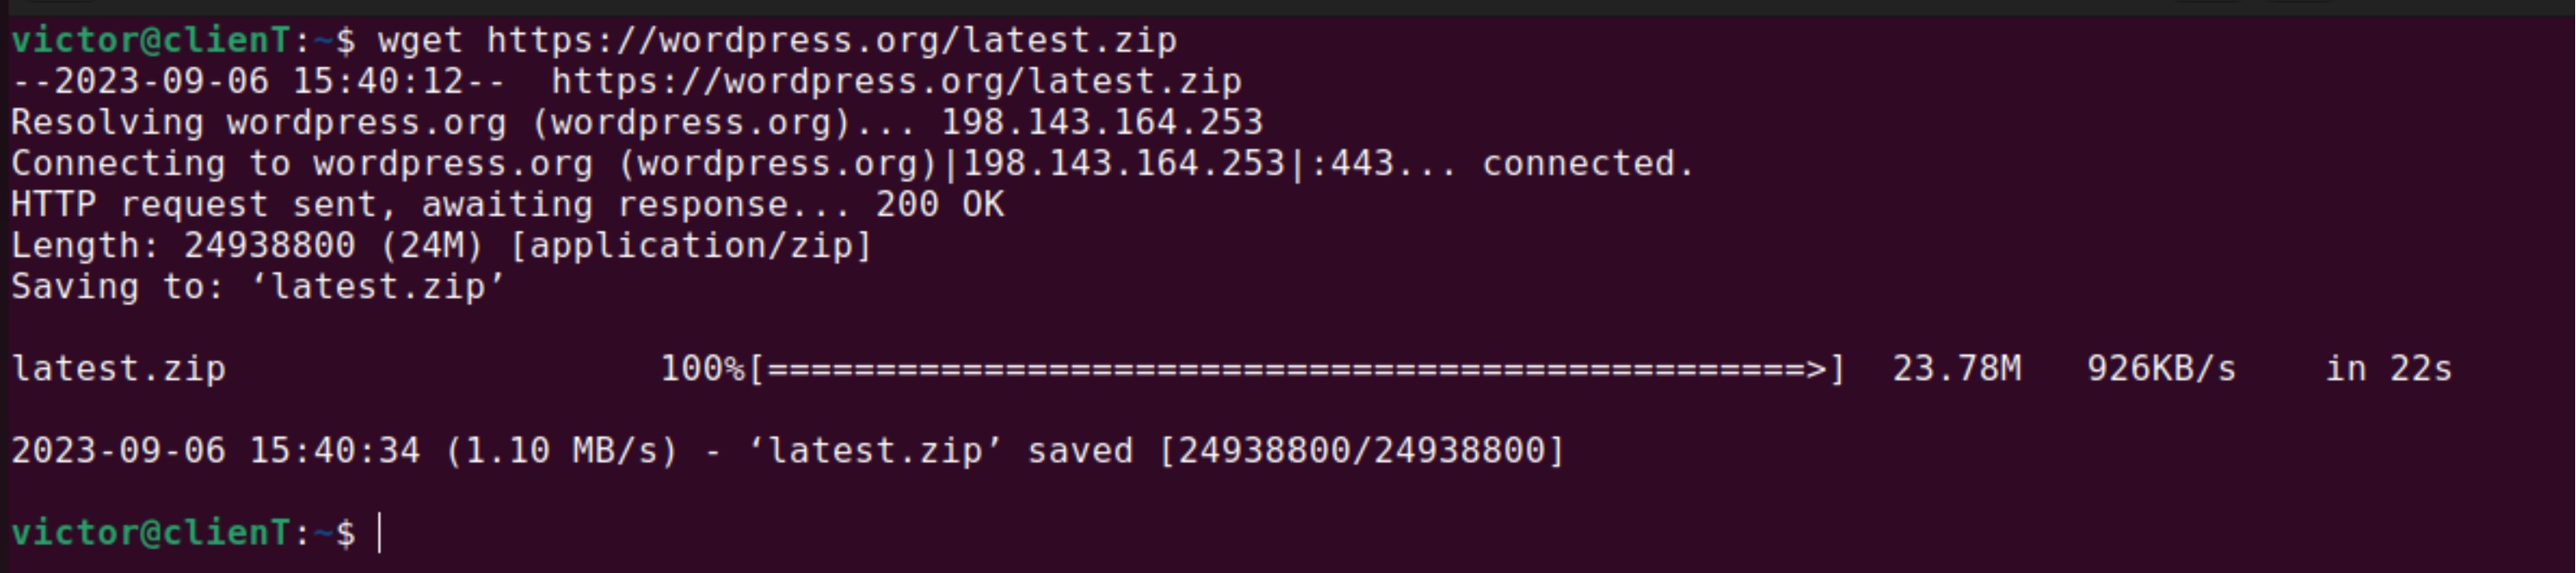 victor@clienT:~$ wget https://wordpress.org/latest.zip
--2023-09-06 15:40:12--  https://wordpress.org/latest.zip
Resolving wordpress.org (wordpress.org)... 198.143.164.253
Connecting to wordpress.org (wordpress.org)|198.143.164.253|:443... connected.
HTTP request sent, awaiting response... 200 OK
Length: 24938800 (24M) [application/zip]
Saving to: ‘latest.zip’
latest.zip                    100%[================================================>]  23.78M   926KB/s    in 22s
2023-09-06 15:40:34 (1.10 MB/s) - ‘latest.zip’ saved [24938800/24938800]
victor@clienT:~$